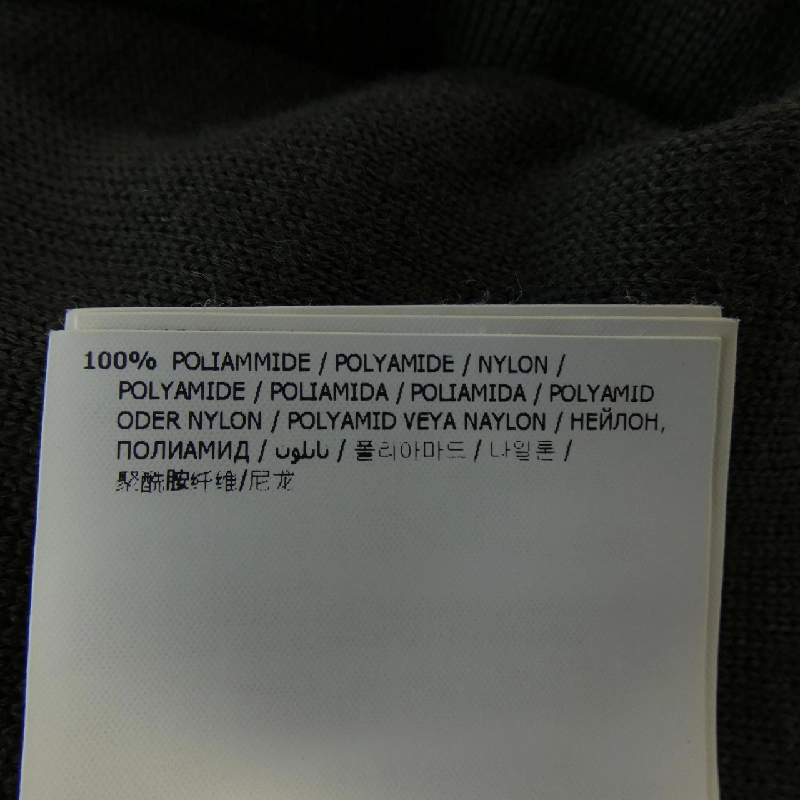 100% POLIAMMIDE / POLYAMIDE / NYLON /
POLYAMIDE / POLIAMIDA / POLIAMIDA / POLYAMID
ODER NYLON / POLYAMID VEYA NAYLON / НЕЙЛОН,
ПОЛИАМИД / نايلون / 폴리아마드 / 나일론 /
聚酰胺纤维/尼龙